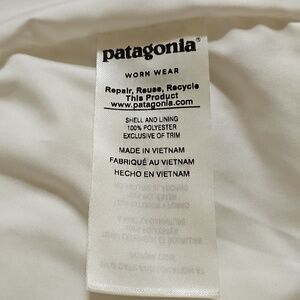 patagonia®
WORN WEAR
Repair, Reuse, Recycle
This Product
www.patagonia.com
SHELL AND LINING
100% POLYESTER
EXCLUSIVE OF TRIM
MADE IN VIETNAM
FABRIQUÉ AU VIETNAM
HECHO EN VIETNAM